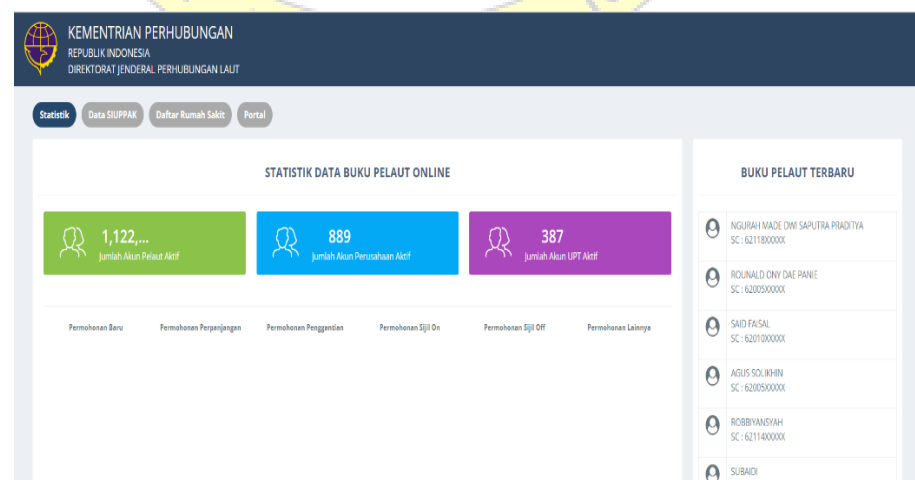 KEMENTRIAN PERHUBUNGAN
REPUBLIK INDONESIA
DIREKTORAT JENDERAL PERHUBUNGAN LAUT
Statistik Data SIUPPAK Daftar Rumah Sakit Portal
STATISTIK DATA BUKU PELAUT ONLINE
1,122,...
Jumlah Akun Pelaut Aktif
889
Jumlah Akun Perusahaan Aktif
387
Jumlah Akun UPT Aktif
Permohonan Baru Permohonan Perpanjangan Permohonan Penggantian Permohonan Sijil On Permohonan Sijil Off Permohonan Lainnya
BUKU PELAUT TERBARU
NGURAH MADE DWI SAPUTRA PRADITYA
SC : 62118XXXXX
ROUNALD ONY DAE PANIE
SC : 62005XXXXX
SAID FAISAL
SC : 62010XXXXX
AGUS SOLIKHIN
SC : 62005XXXXX
ROBBIYANSYAH
SC : 62114XXXXX
SUBAIDI